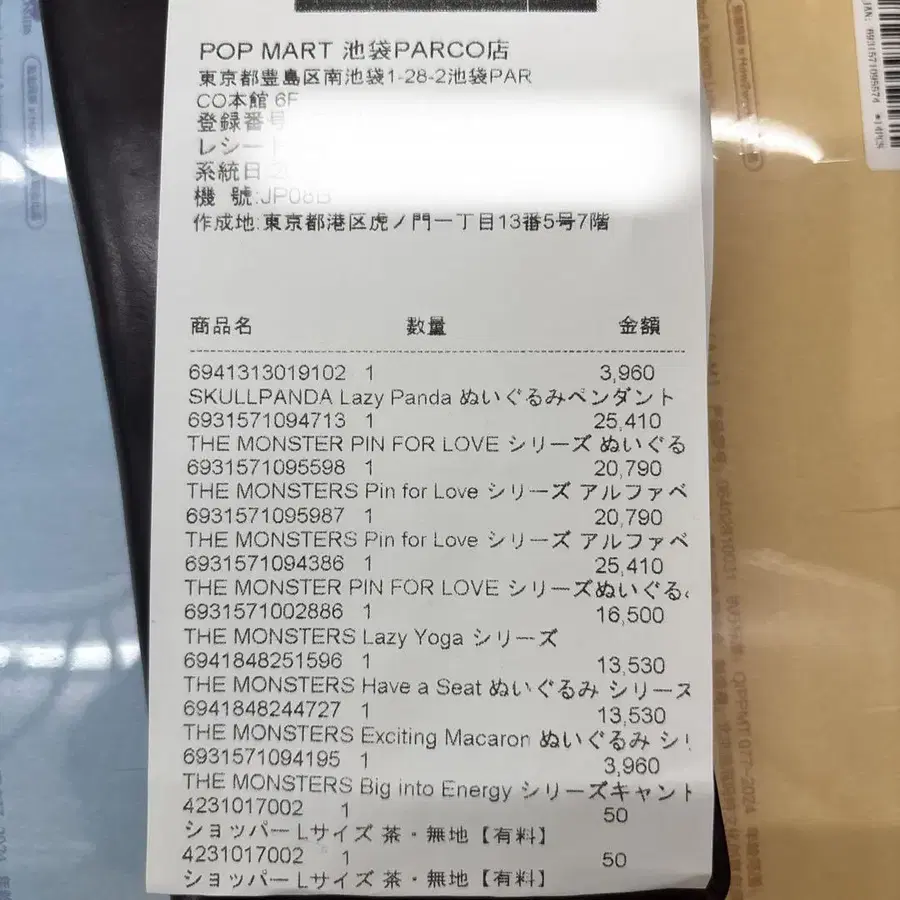 POP MART 池袋PARCO店
東京都豊島区南池袋1-28-2池袋PAR
CO本館 6F
登録番号
レシート
系統日
機 號:JP08B
作成地:東京都港区虎ノ門一丁目13番5号7階
商品名 数量 金額
6941313019102 1 3,960
SKULLPANDA Lazy Panda ぬいぐるみペンダント
6931571094713 1 25,410
THE MONSTER PIN FOR LOVE シリーズ ぬいぐる
6931571095598 1 20,790
THE MONSTERS Pin for Love シリーズ アルファベ
6931571095987 1 20,790
THE MONSTERS Pin for Love シリーズ アルファベ
6931571094386 1 25,410
THE MONSTER PIN FOR LOVE シリーズぬいぐる
6931571002886 1 16,500
THE MONSTERS Lazy Yoga シリーズ
6941848251596 1 13,530
THE MONSTERS Have a Seat ぬいぐるみ シリース
6941848244727 1 13,530
THE MONSTERS Exciting Macaron ぬいぐるみ シリ
6931571094195 1 3,960
THE MONSTERS Big into Energy シリーズキャント
4231017002 1 50
ショッパー Lサイズ 茶・無地【有料】
4231017002 1 50
ショッパー Lサイズ 茶・無地【有料】
JAN: 6931571095574